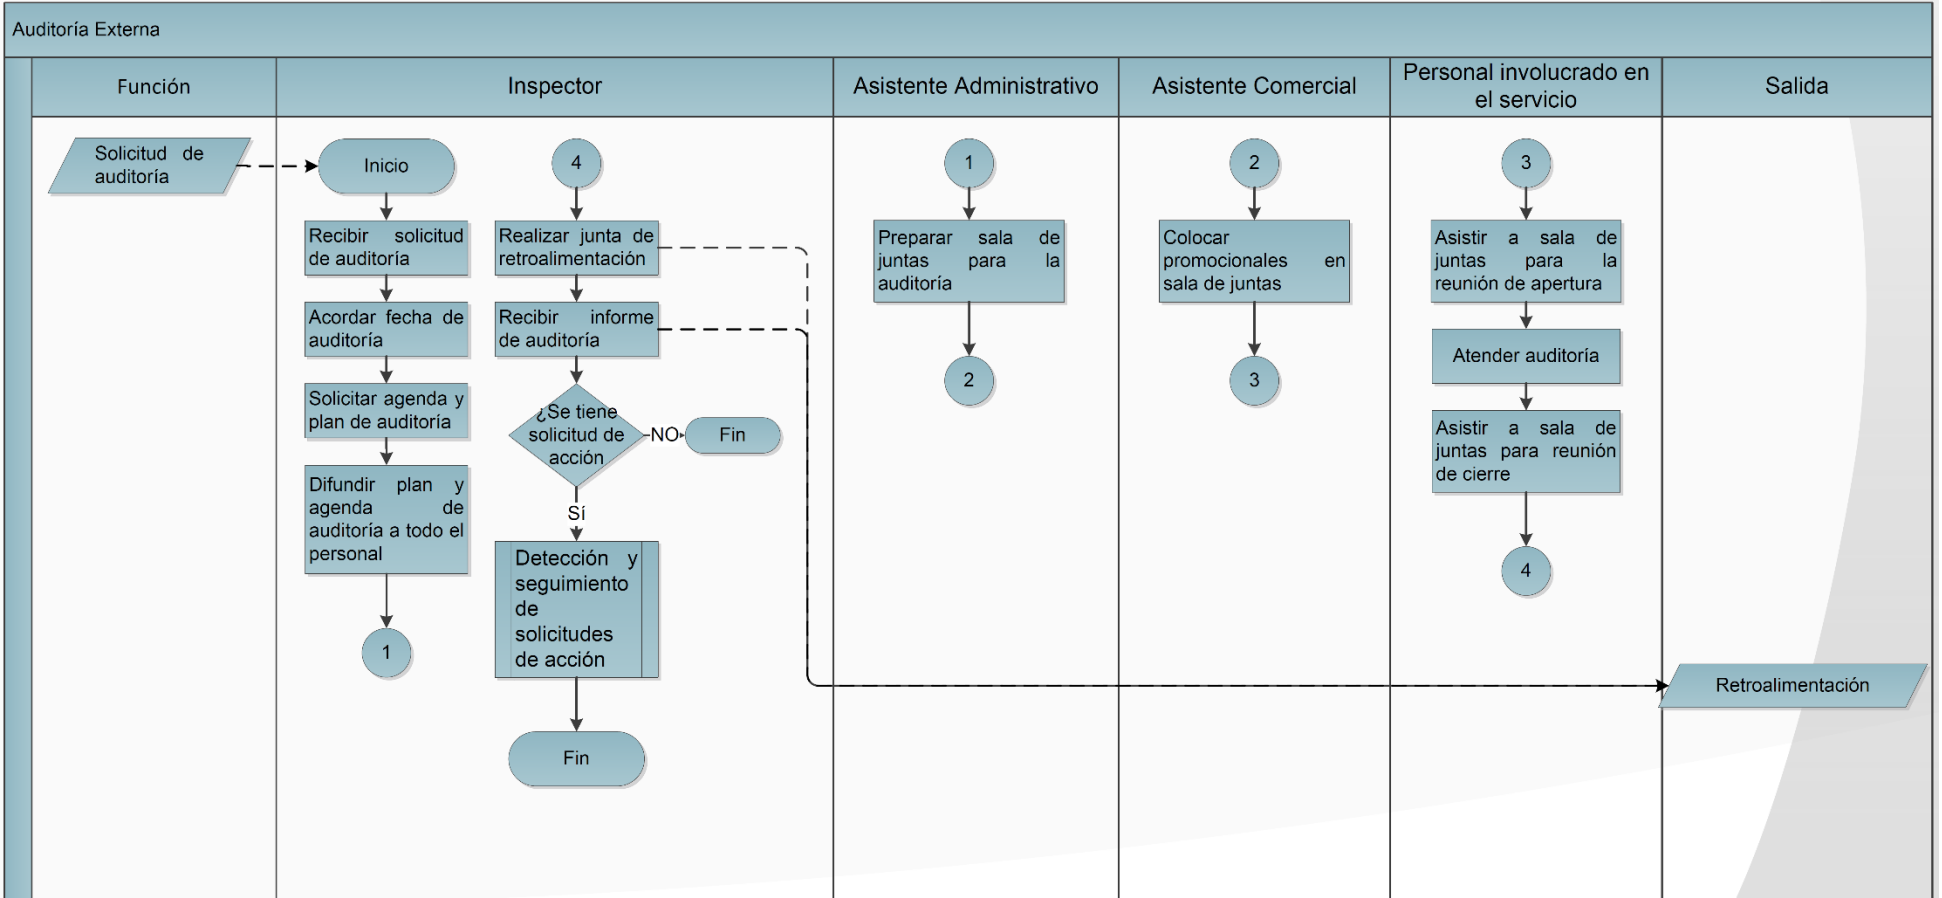 Auditoría Externa
Función
Inspector
Asistente Administrativo
Asistente Comercial
Personal involucrado en
el servicio
Salida
Solicitud de
auditoría
Inicio
Recibir solicitud
de auditoría
Acordar fecha de
auditoría
Solicitar agenda y
plan de auditoría
Difundir plan y
agenda de
auditoría a todo el
personal
1
4
Realizar junta de
retroalimentación
Recibir informe
de auditoría
¿Se tiene
solicitud de
acción
NO
Fin
Sí
Detección y
seguimiento
de
solicitudes
de acción
Fin
1
Preparar sala de
juntas para la
auditoría
2
2
Colocar
promocionales en
sala de juntas
3
3
Asistir a sala de
juntas para la
reunión de apertura
Atender auditoría
Asistir a sala de
juntas para reunión
de cierre
4
Retroalimentación